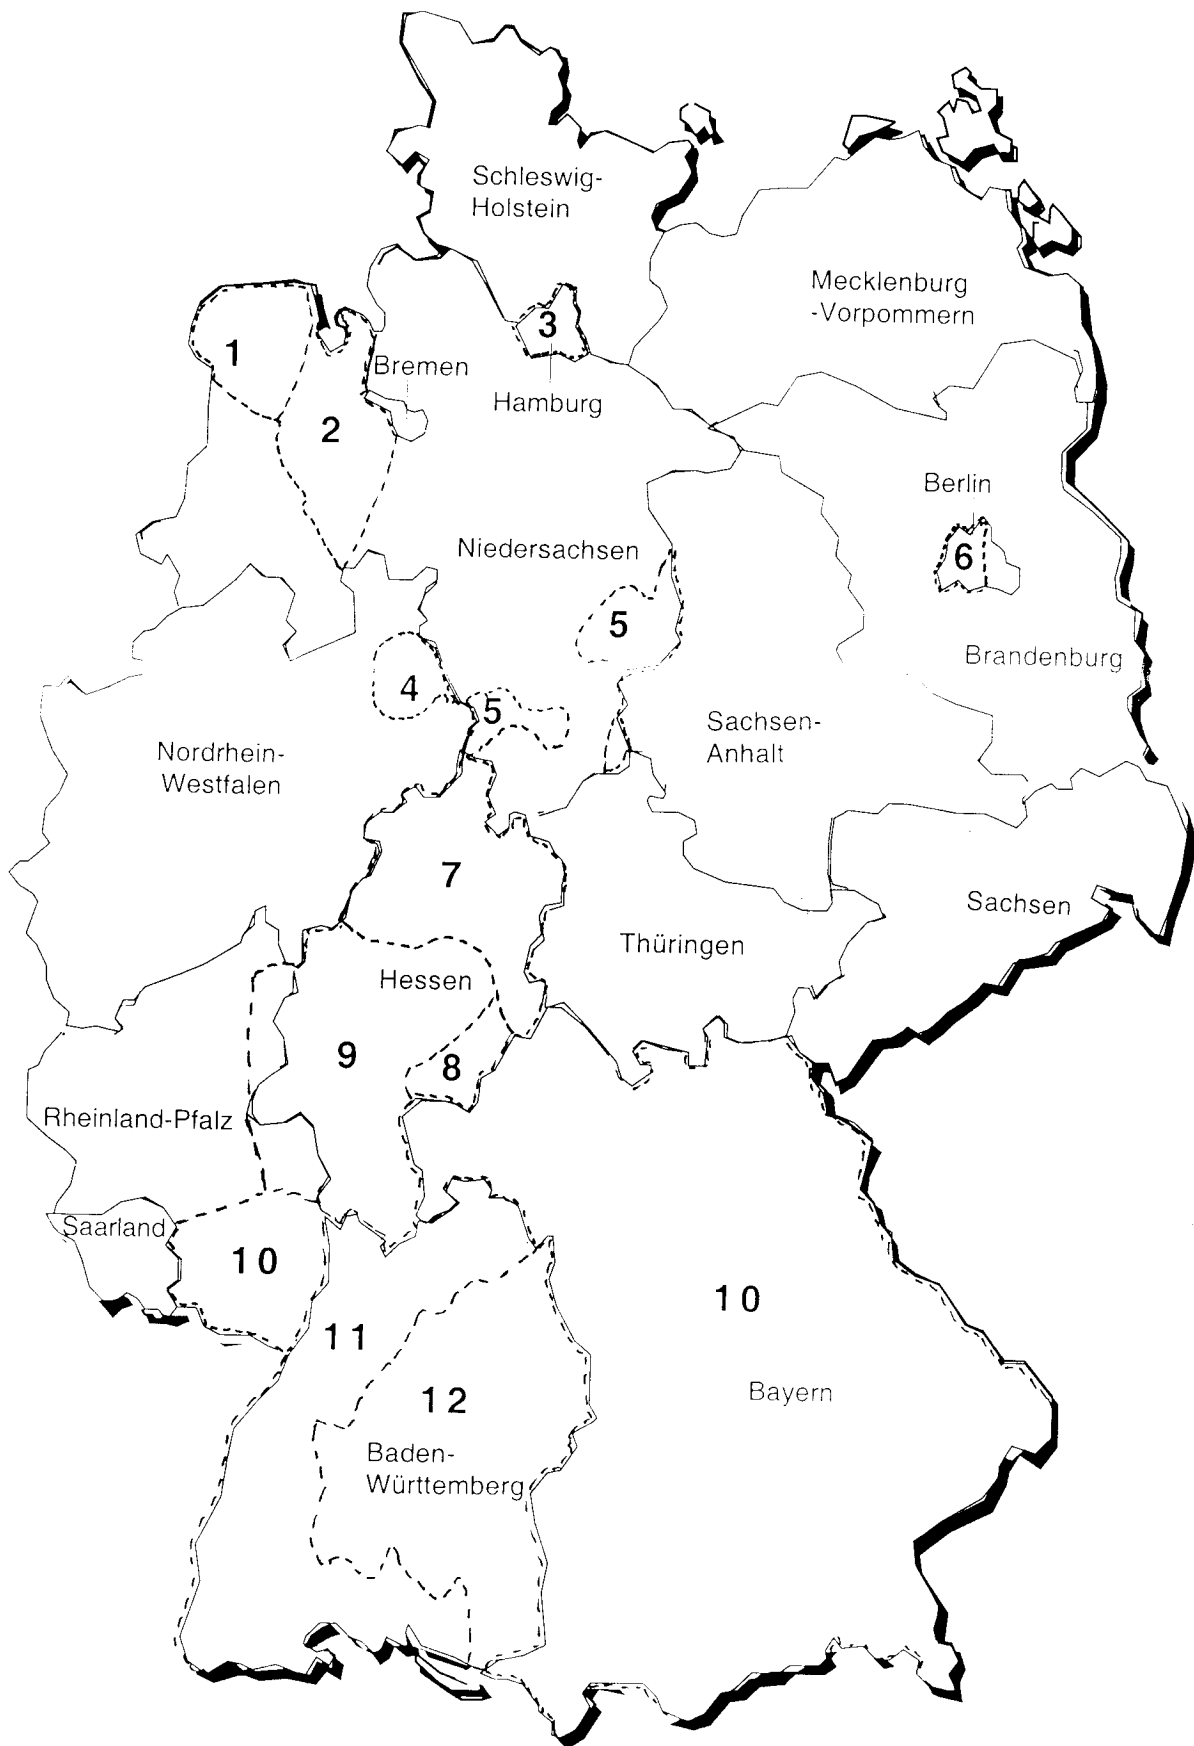 Schleswig-
Holstein
Mecklenburg
-Vorpommern
1
3
Bremen
Hamburg
2
Berlin
Niedersachsen
6
5
Brandenburg
4
5
Sachsen-
Anhalt
Nordrhein-
Westfalen
7
Sachsen
Thüringen
Hessen
9
8
Rheinland-Pfalz
Saarland
10
10
11
12
Bayern
Baden-
Württemberg